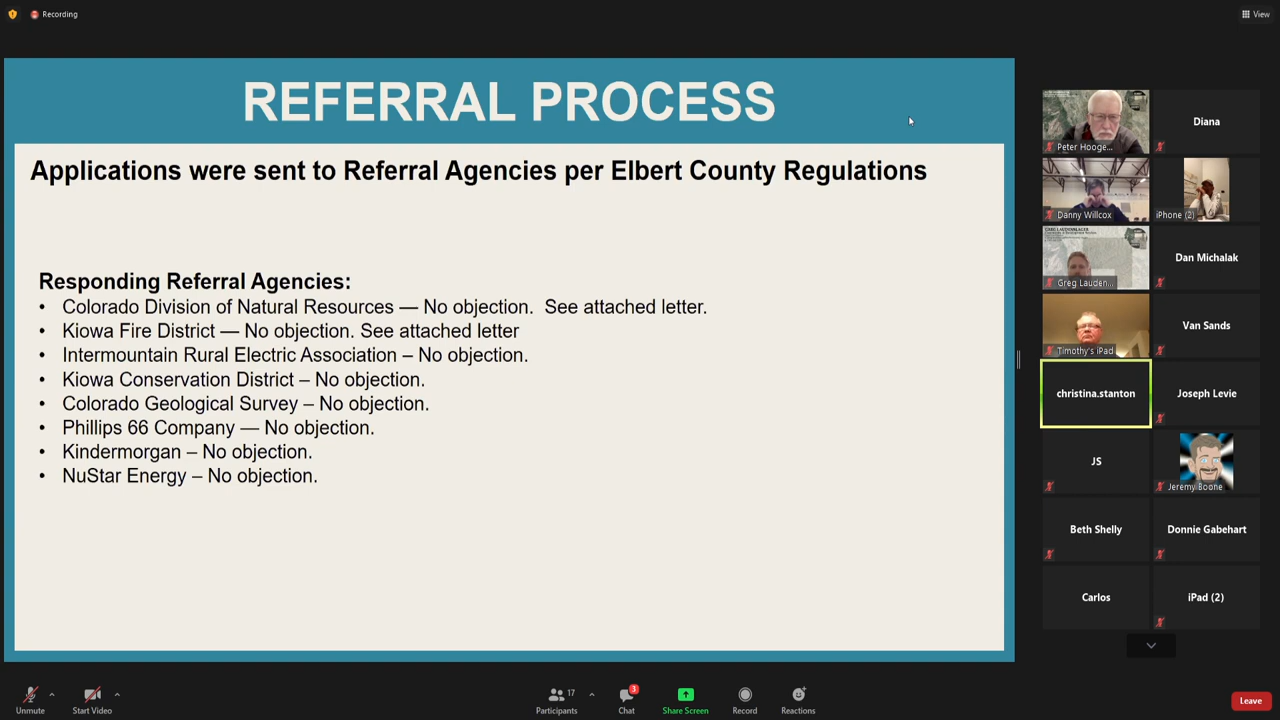 Recording
View
REFERRAL PROCESS
Applications were sent to Referral Agencies per Elbert County Regulations
Responding Referral Agencies:
• Colorado Division of Natural Resources — No objection. See attached letter.
• Kiowa Fire District — No objection. See attached letter
• Intermountain Rural Electric Association – No objection.
• Kiowa Conservation District – No objection.
• Colorado Geological Survey – No objection.
• Phillips 66 Company — No objection.
• Kindermorgan – No objection.
• NuStar Energy – No objection.
Peter Hooge...
Diana
Danny Willcox
iPhone (2)
Greg Lauden...
Dan Michalak
Timothy's iPad
Van Sands
christina.stanton
Joseph Levie
JS
Jeremy Boone
Beth Shelly
Donnie Gabehart
Carlos
iPad (2)
Unmute
Start Video
17
Participants
3
Chat
Share Screen
Record
Reactions
Leave